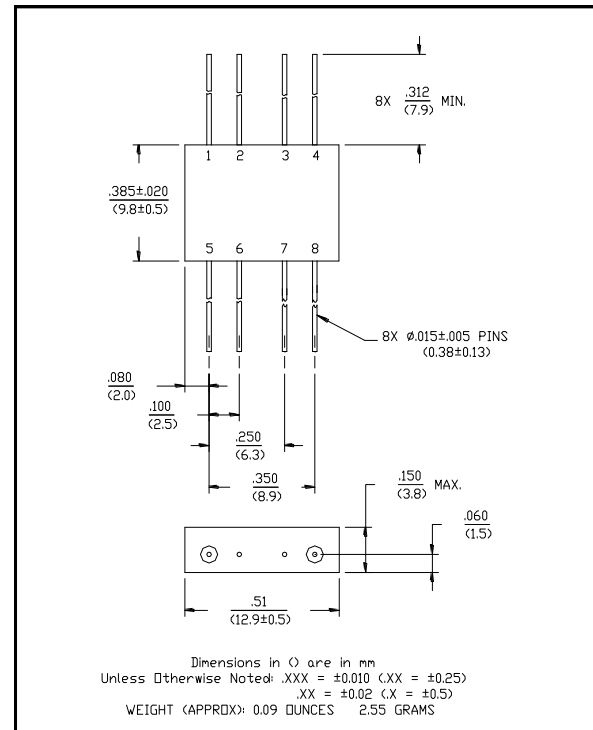 8X .312 MIN.
(7.9)
1 2 3 4
.385±.020
(9.8±0.5)
5 6 7 8
8X Ø.015±.005 PINS
(0.38±0.13)
.080
(2.0)
.100
(2.5)
.250
(6.3)
.350
(8.9)
.150 MAX.
(3.8)
.060
(1.5)
.51
(12.9±0.5)
Dimensions in () are in mm
Unless Otherwise Noted: .XXX = ±0.010 (.XX = ±0.25)
.XX = ±0.02 (.X = ±0.5)
WEIGHT (APPROX): 0.09 OUNCES 2.55 GRAMS